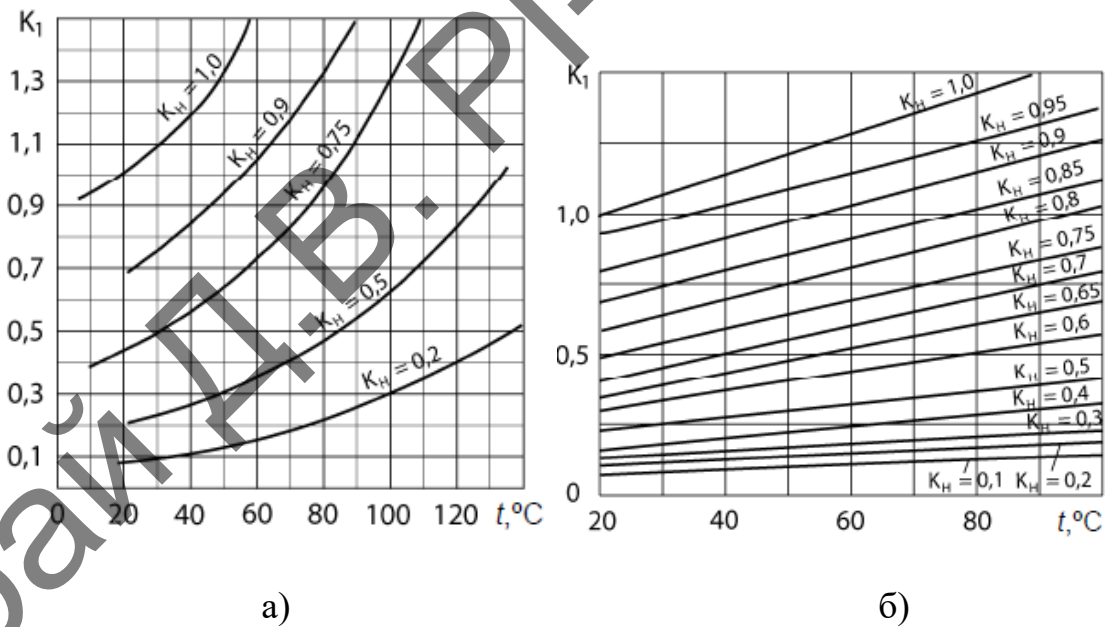 K₁
1,3
1,1
0,9
0,7
0,5
0,3
0,1
0 20 40 60 80 100 120 t,ºC
Kн = 1,0
Kн = 0,9
Kн = 0,75
Kн = 0,5
Kн = 0,2
а)
K₁
1,0
0,5
0
20 40 60 80 t,ºC
Kн = 1,0
Kн = 0,95
Kн = 0,9
Kн = 0,85
Kн = 0,8
Kн = 0,75
Kн = 0,7
Kн = 0,65
Kн = 0,6
Kн = 0,5
Kн = 0,4
Kн = 0,3
Kн = 0,1 Kн = 0,2
б)
Д.В.